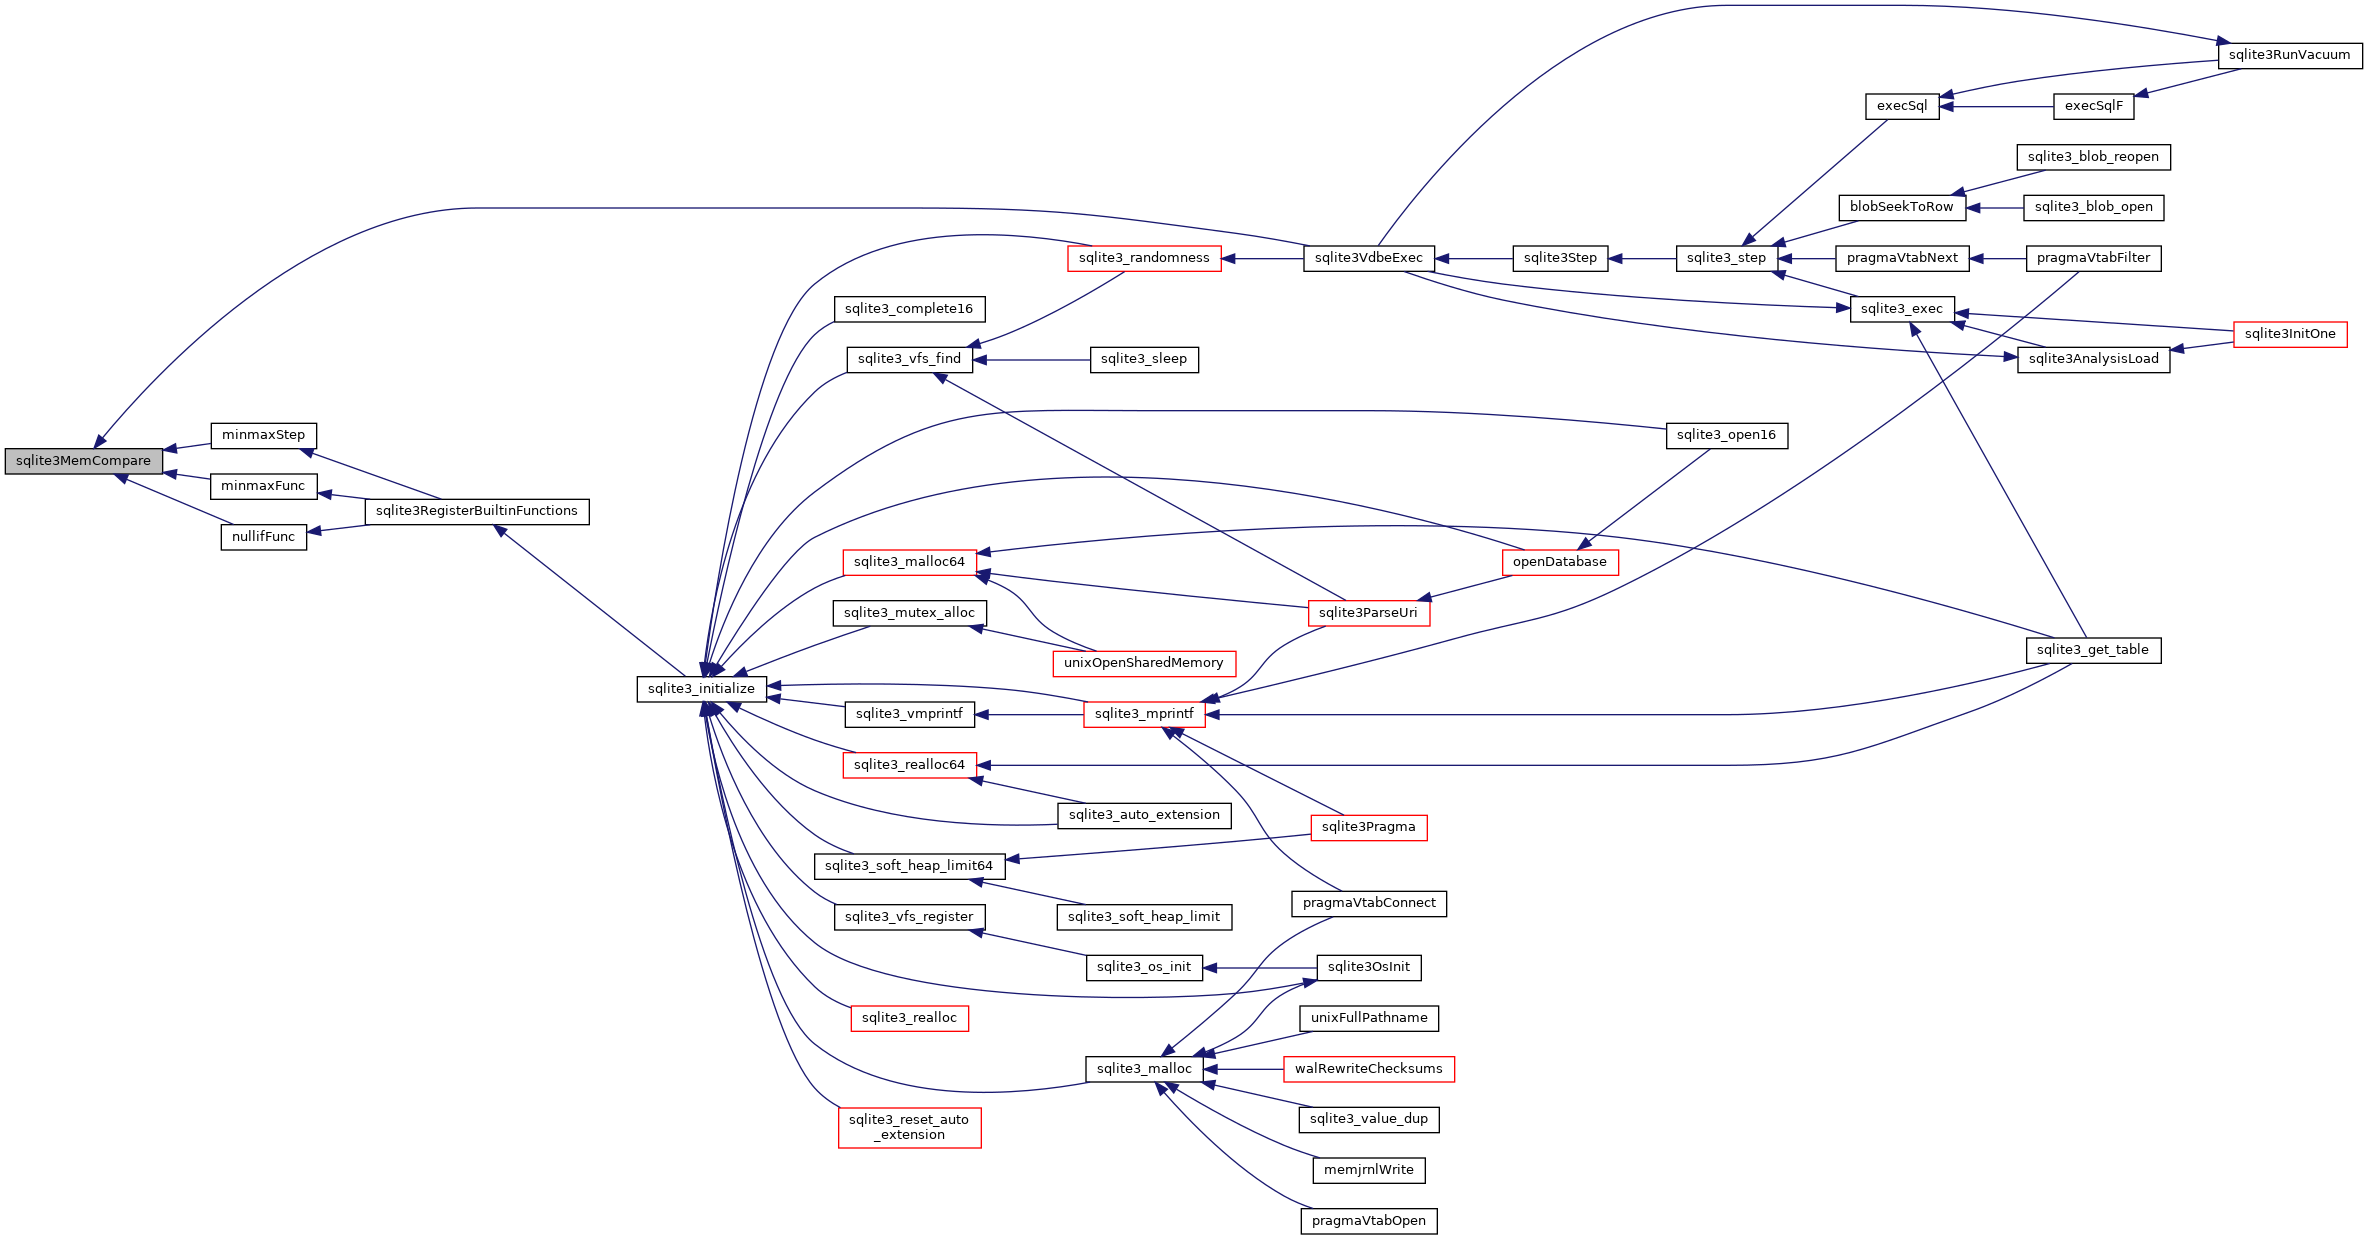 sqlite3RunVacuum
execSql
execSqlF
sqlite3_blob_reopen
blobSeekToRow
sqlite3_blob_open
sqlite3_randomness
sqlite3VdbeExec
sqlite3Step
sqlite3_step
pragmaVtabNext
pragmaVtabFilter
sqlite3_complete16
sqlite3_exec
sqlite3InitOne
sqlite3_vfs_find
sqlite3_sleep
sqlite3AnalysisLoad
minmaxStep
sqlite3_open16
sqlite3MemCompare
minmaxFunc
sqlite3RegisterBuiltinFunctions
nullifFunc
sqlite3_malloc64
openDatabase
sqlite3_mutex_alloc
sqlite3ParseUri
sqlite3_get_table
unixOpenSharedMemory
sqlite3_initialize
sqlite3_vmprintf
sqlite3_mprintf
sqlite3_realloc64
sqlite3_auto_extension
sqlite3Pragma
sqlite3_soft_heap_limit64
pragmaVtabConnect
sqlite3_vfs_register
sqlite3_soft_heap_limit
sqlite3_os_init
sqlite3OsInit
sqlite3_realloc
unixFullPathname
sqlite3_malloc
walRewriteChecksums
sqlite3_reset_auto
_extension
sqlite3_value_dup
memjrnlWrite
pragmaVtabOpen